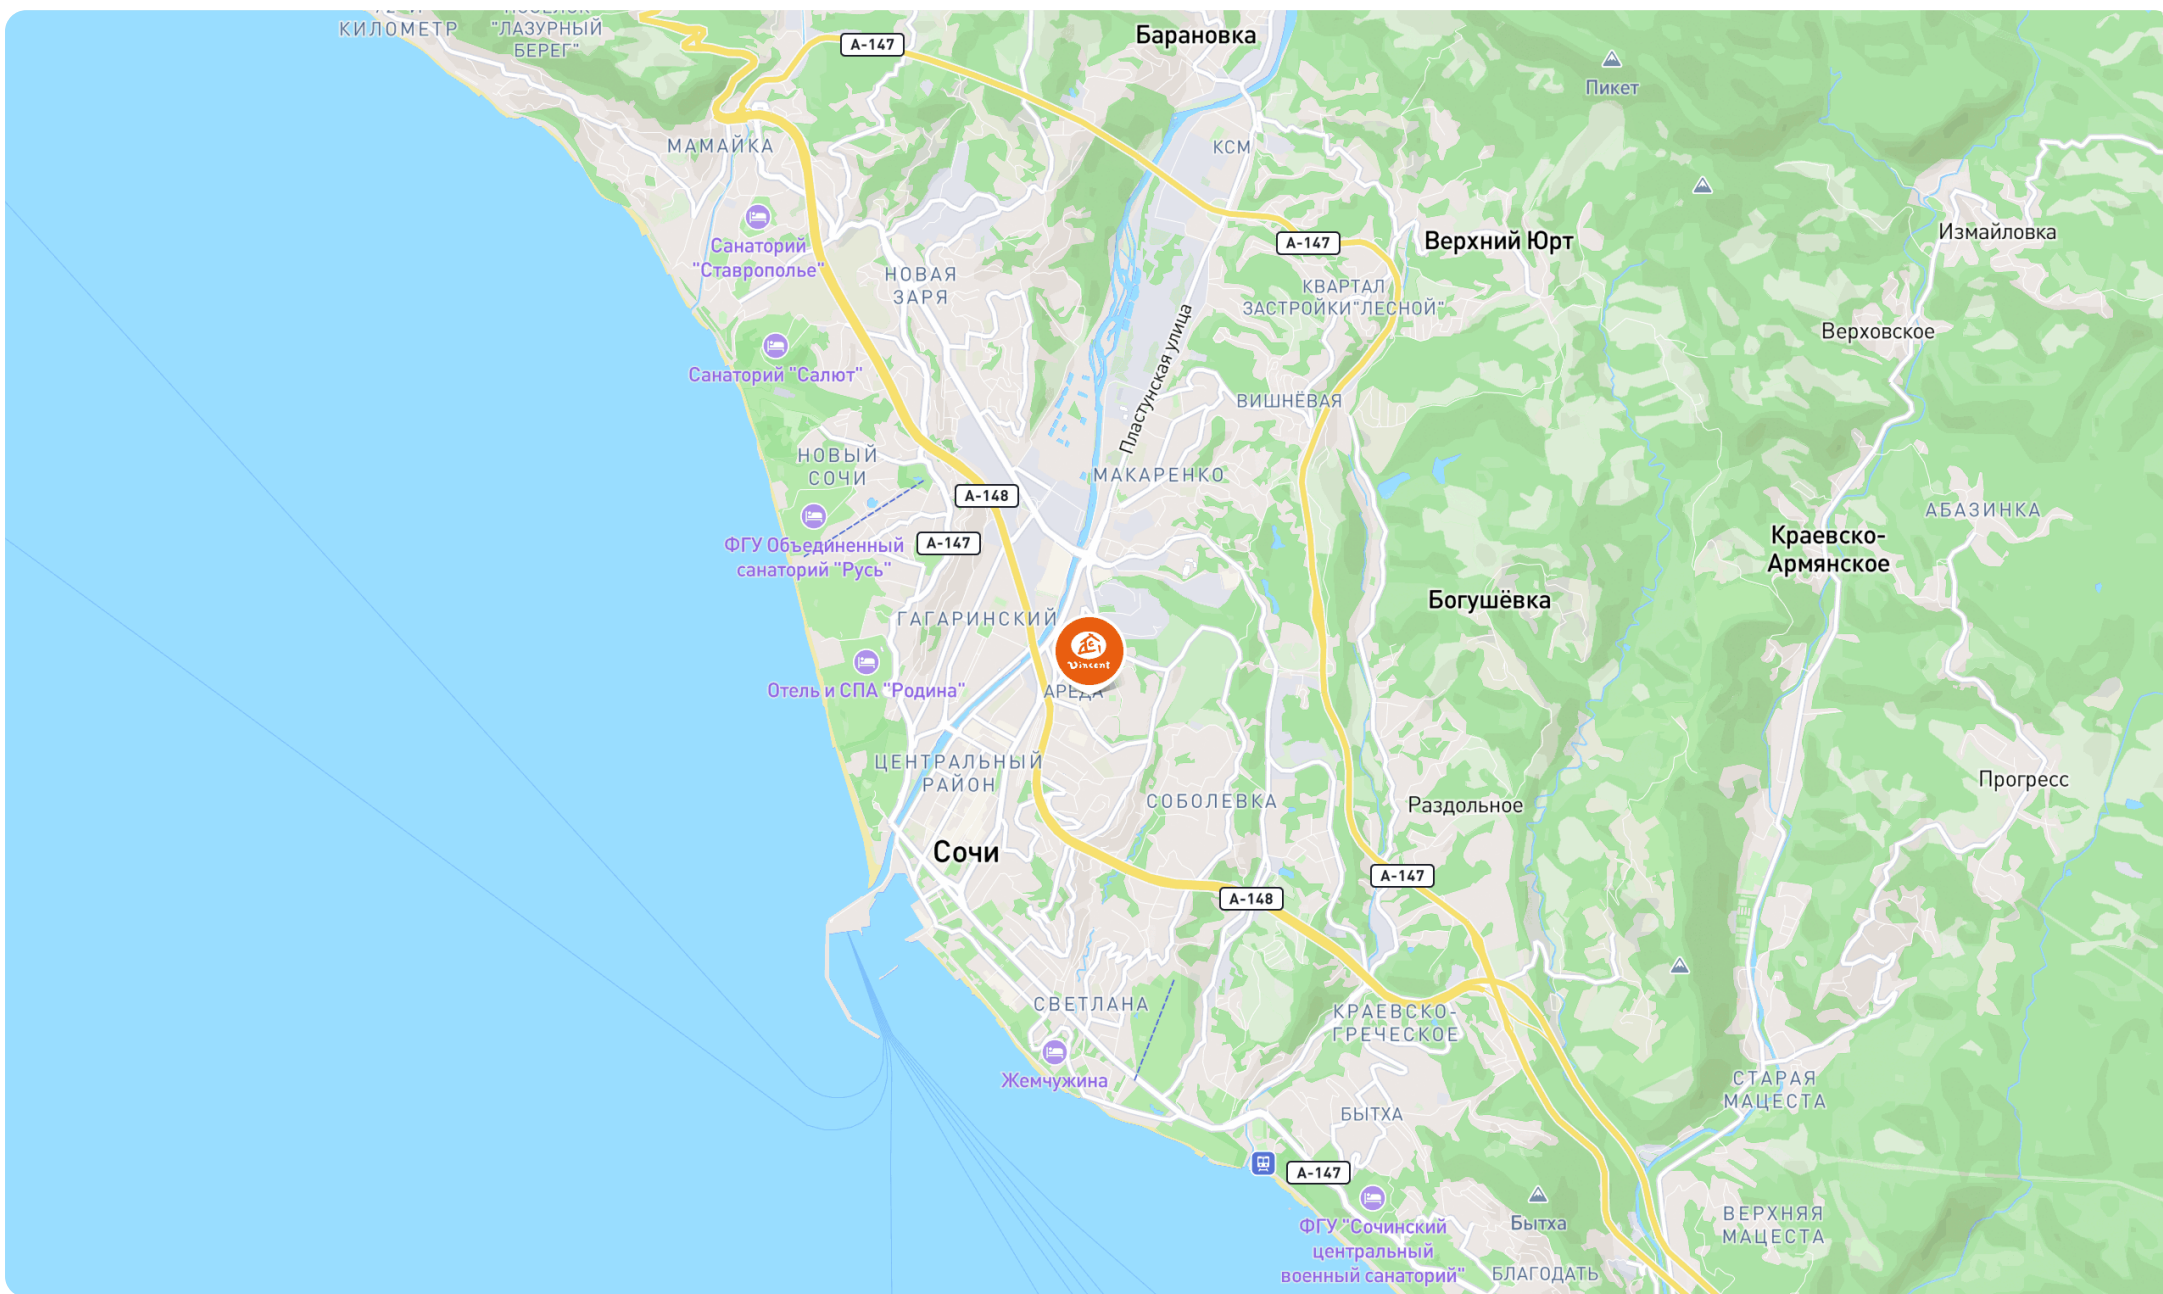 КИЛОМЕТР
"ЛАЗУРНЫЙ
БЕРЕГ"
Барановка
А-147
Пикет
МАМАЙКА
КСМ
Санаторий
"Ставрополье"
НОВАЯ
ЗАРЯ
А-147
Верхний Юрт
Измайловка
КВАРТАЛ
ЗАСТРОЙКИ"ЛЕСНОЙ"
Верховское
Санаторий "Салют"
Пластунская улица
ВИШНЁВАЯ
НОВЫЙ
СОЧИ
МАКАРЕНКО
А-148
АБАЗИНКА
ФГУ Объединенный
санаторий "Русь"
А-147
Краевско-
Армянское
Богушёвка
ГАГАРИНСКИЙ
Vincent
Отель и СПА "Родина"
АРЕДА
ЦЕНТРАЛЬНЫЙ
РАЙОН
СОБОЛЕВКА
Раздольное
Прогресс
Сочи
А-147
А-148
СВЕТЛАНА
КРАЕВСКО-
ГРЕЧЕСКОЕ
Жемчужина
СТАРАЯ
МАЦЕСТА
БЫТХА
А-147
ФГУ "Сочинский
центральный
военный санаторий"
Бытха
ВЕРХНЯЯ
МАЦЕСТА
БЛАГОДАТЬ